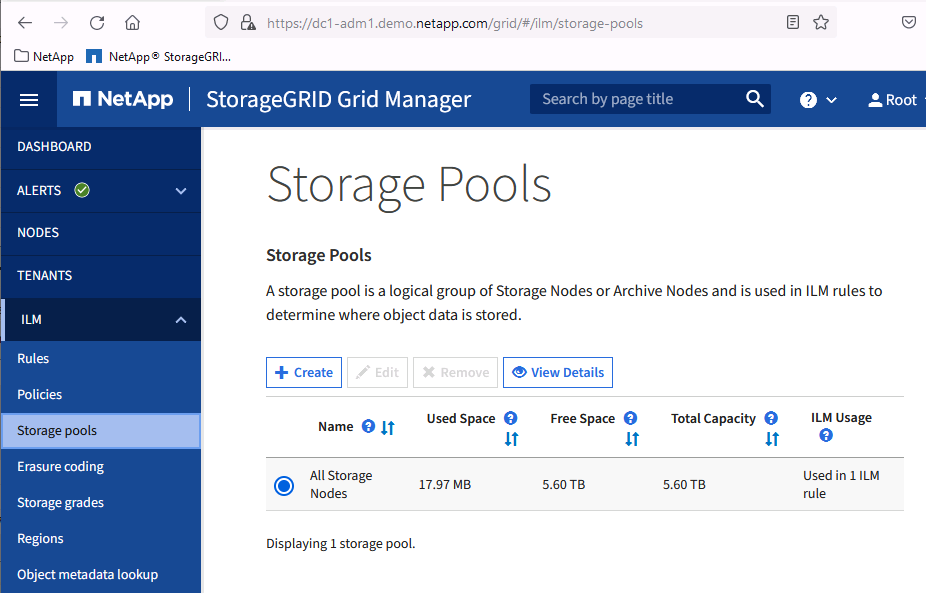 https://dc1-adm1.demo.netapp.com/grid/#/ilm/storage-pools
NetApp
NetApp® StorageGRI...
NetApp
StorageGRID Grid Manager
Search by page title
Root
DASHBOARD
ALERTS
NODES
TENANTS
ILM
Rules
Policies
Storage pools
Erasure coding
Storage grades
Regions
Object metadata lookup
Storage Pools
Storage Pools
A storage pool is a logical group of Storage Nodes or Archive Nodes and is used in ILM rules to
determine where object data is stored.
Create
Edit
Remove
View Details
Name
Used Space
Free Space
Total Capacity
ILM Usage
All Storage
Nodes
17.97 MB
5.60 TB
5.60 TB
Used in 1 ILM
rule
Displaying 1 storage pool.